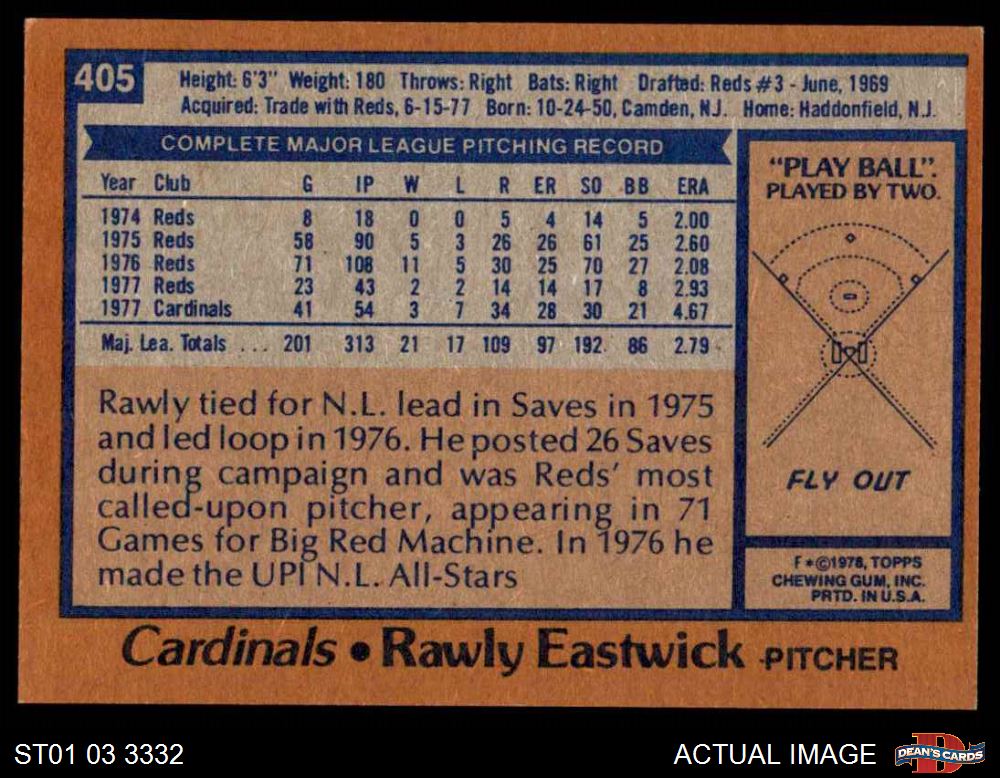 405
Height: 6'3" Weight: 180 Throws: Right Bats: Right Drafted: Reds #3 - June, 1969
Acquired: Trade with Reds, 6-15-77 Born: 10-24-50, Camden, N.J. Home: Haddonfield, N.J.
COMPLETE MAJOR LEAGUE PITCHING RECORD
Year Club G IP W L R ER SO BB ERA
1974 Reds 8 18 0 0 5 4 14 5 2.00
1975 Reds 58 90 5 3 26 26 61 25 2.60
1976 Reds 71 108 11 5 30 25 70 27 2.08
1977 Reds 23 43 2 2 14 14 17 8 2.93
1977 Cardinals 41 54 3 7 34 28 30 21 4.67
Maj. Lea. Totals ... 201 313 21 17 109 97 192 86 2.79
Rawly tied for N.L. lead in Saves in 1975
and led loop in 1976. He posted 26 Saves
during campaign and was Reds' most
called-upon pitcher, appearing in 71
Games for Big Red Machine. In 1976 he
made the UPI N.L. All-Stars
"PLAY BALL".
PLAYED BY TWO.
FLY OUT
F*©1978, TOPPS
CHEWING GUM, INC.
PRTD. IN U.S.A.
Cardinals • Rawly Eastwick -PITCHER
ST01 03 3332
ACTUAL IMAGE
DEAN'S CARDS